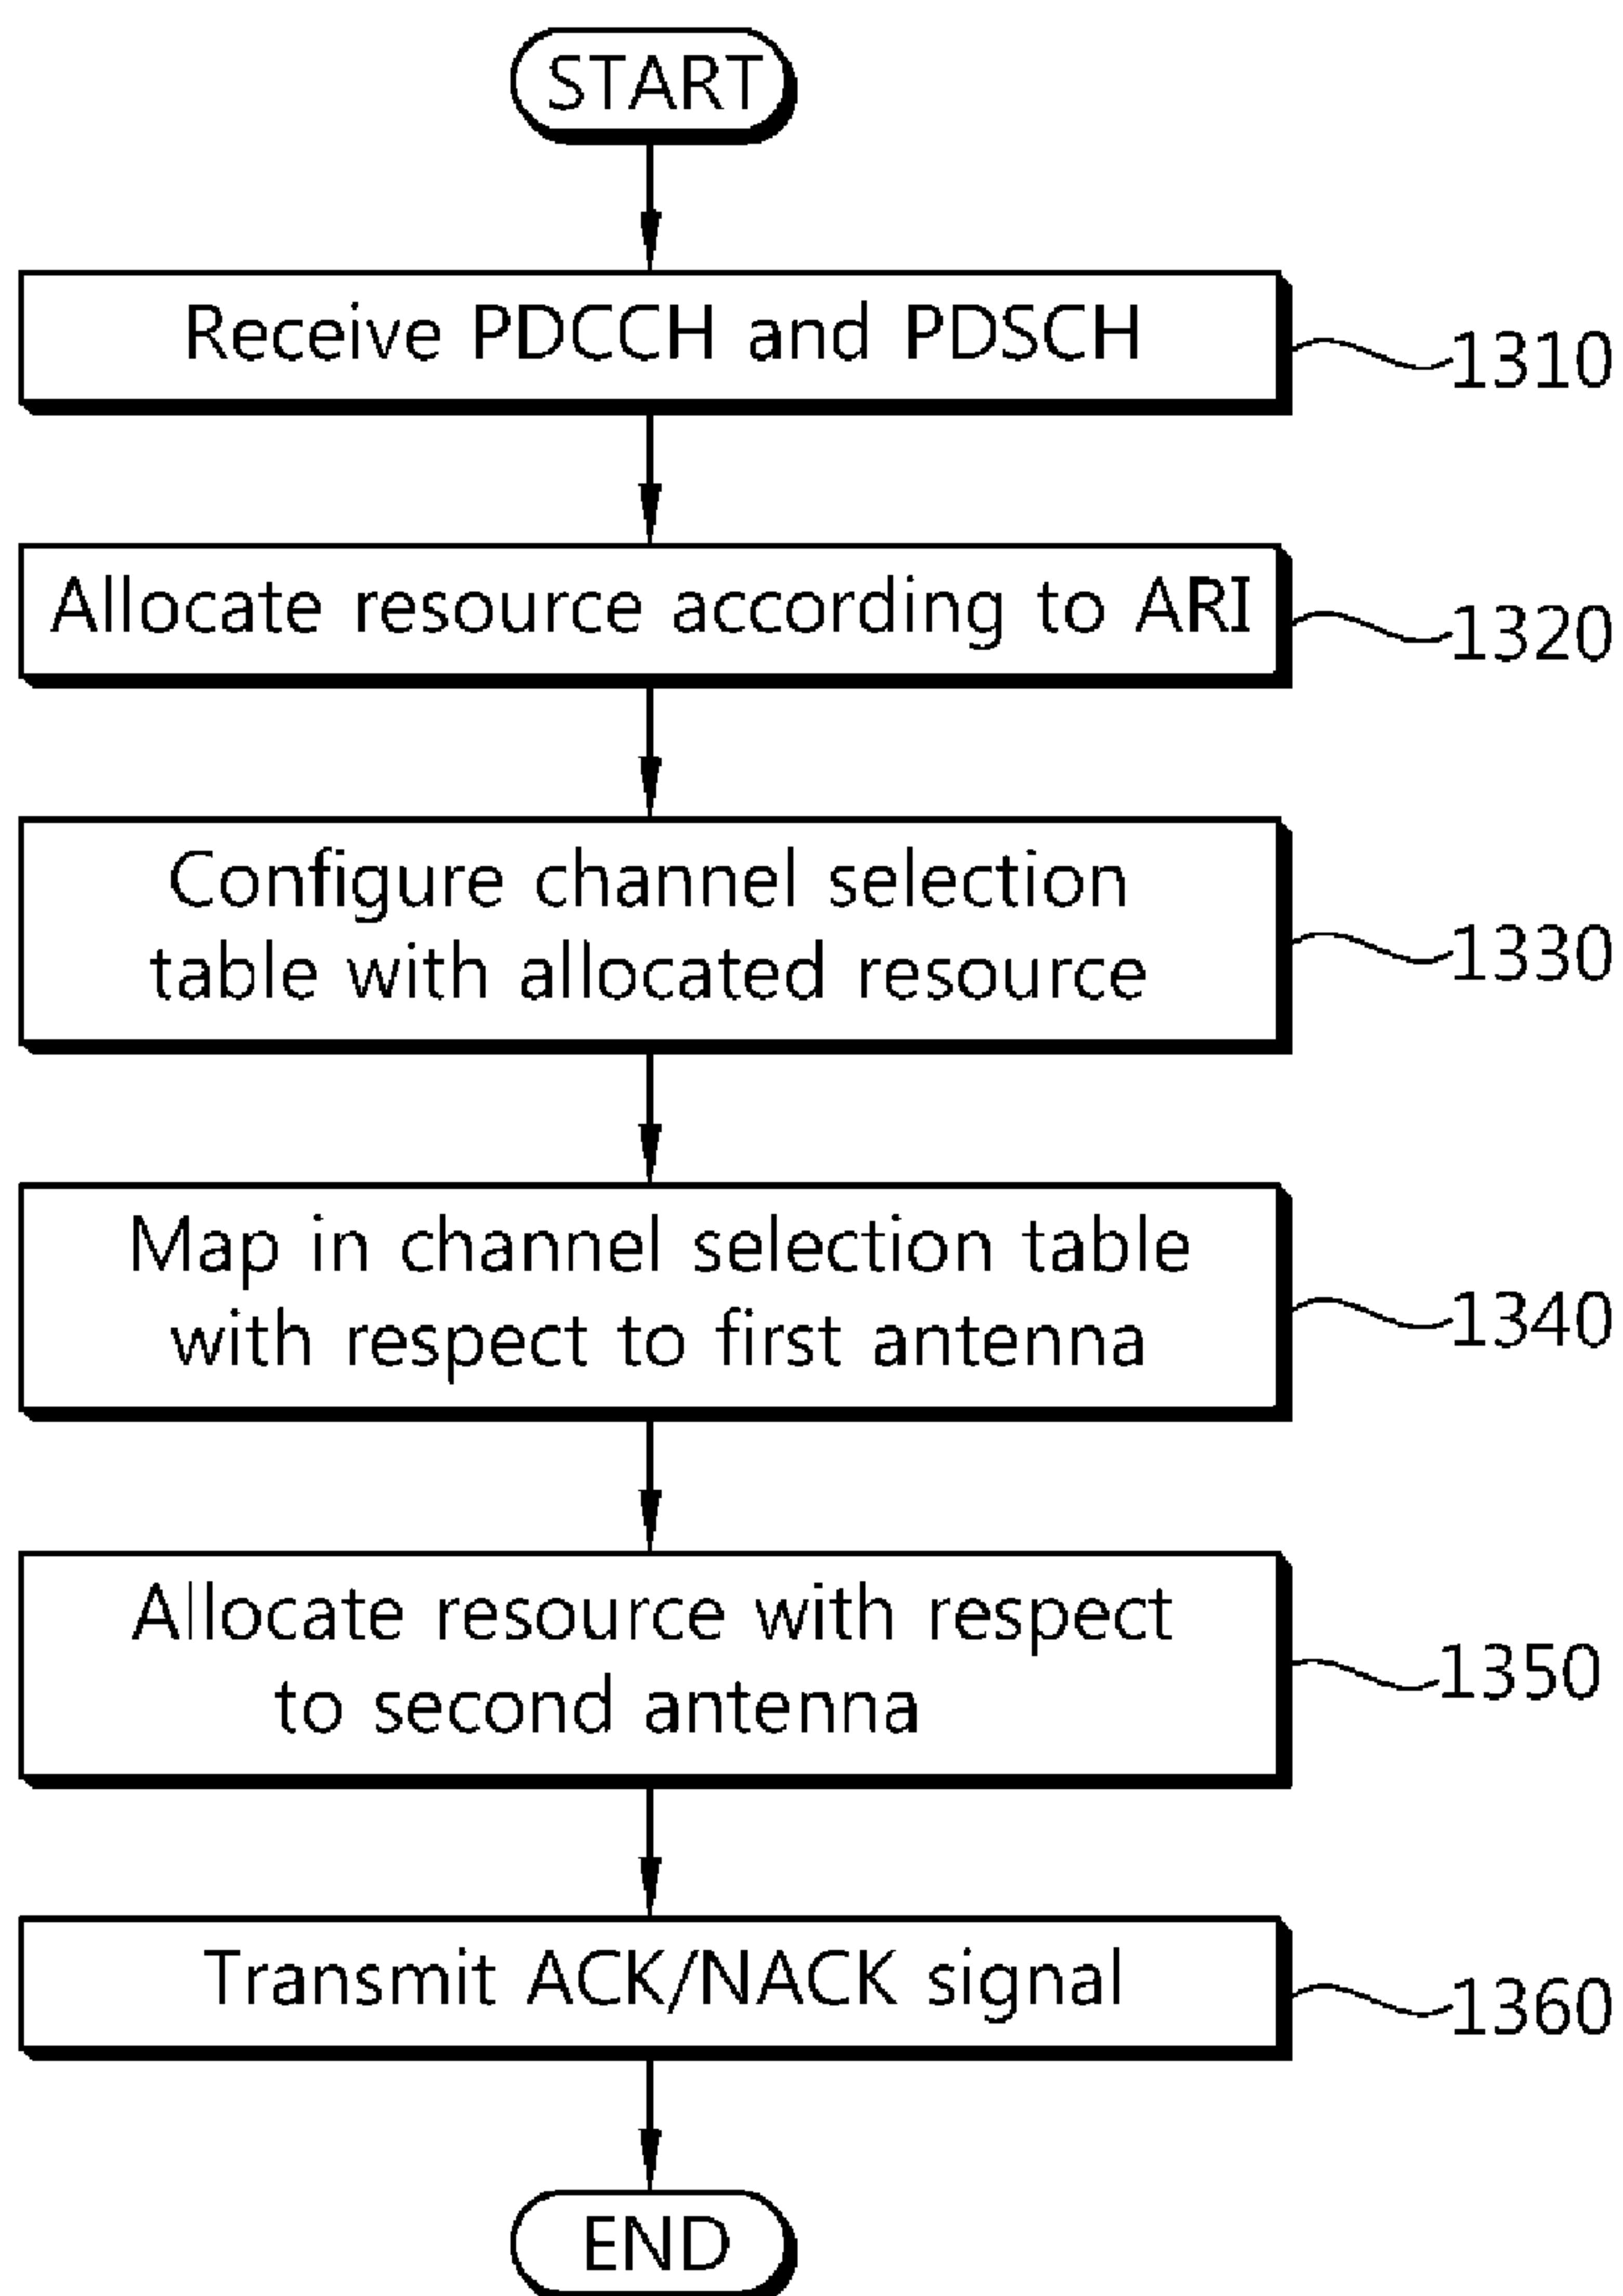 START
Receive PDCCH and PDSCH
1310
Allocate resource according to ARI
1320
Configure channel selection
table with allocated resource
1330
Map in channel selection table
with respect to first antenna
1340
Allocate resource with respect
to second antenna
1350
Transmit ACK/NACK signal
1360
END